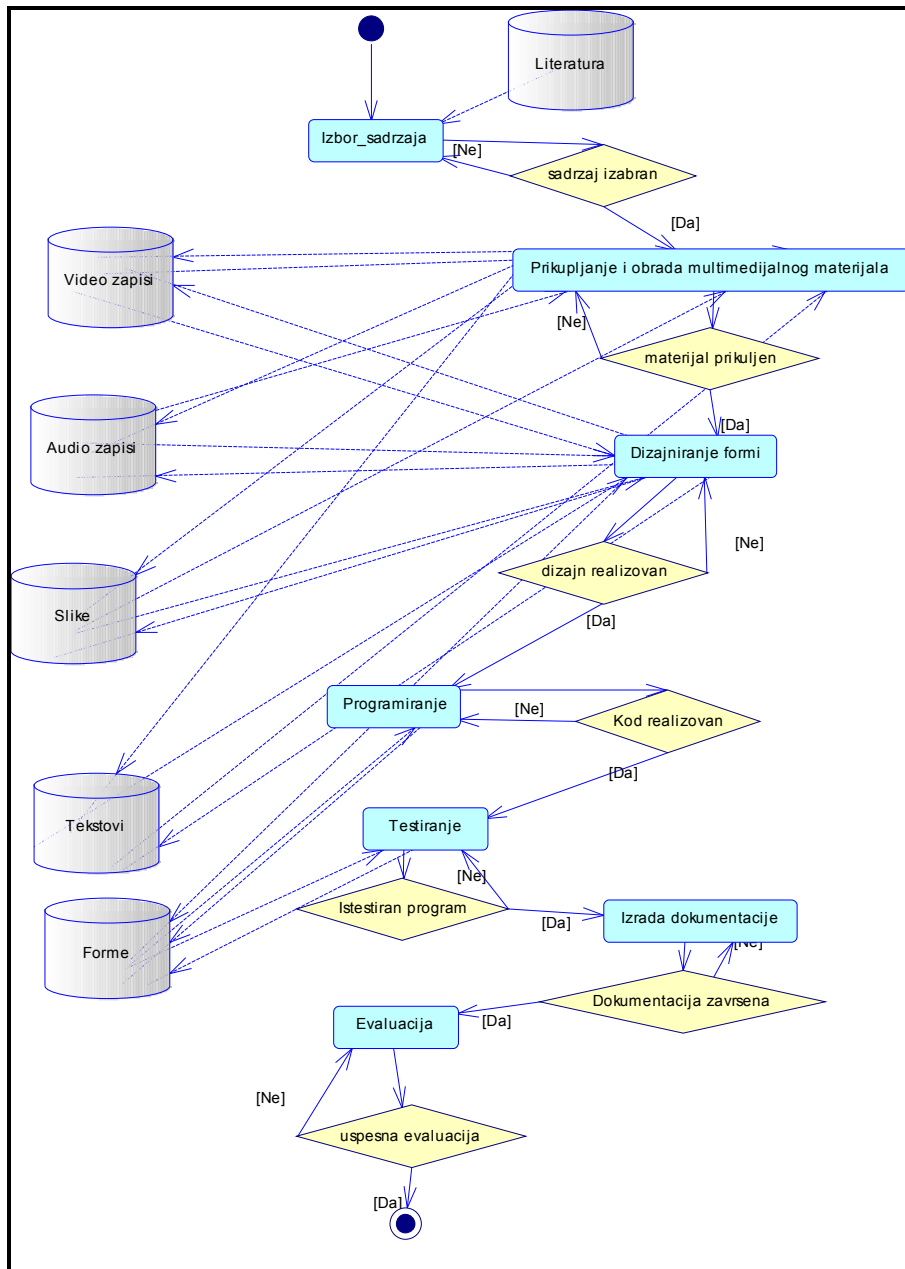 Literatura
Izbor_sadrzaja
[Ne]
sadrzaj izabran
[Da]
Video zapisi
Prikupljanje i obrada multimedijalnog materijala
[Ne]
materijal prikuljen
[Da]
Audio zapisi
Dizajniranje formi
[Ne]
dizajn realizovan
[Da]
Slike
Programiranje
[Ne]
Kod realizovan
[Da]
Tekstovi
Testiranje
[Ne]
Istestiran program
[Da]
Izrada dokumentacije
[Ne]
Forme
Dokumentacija zavrsena
[Da]
Evaluacija
[Ne]
uspesna evaluacija
[Da]